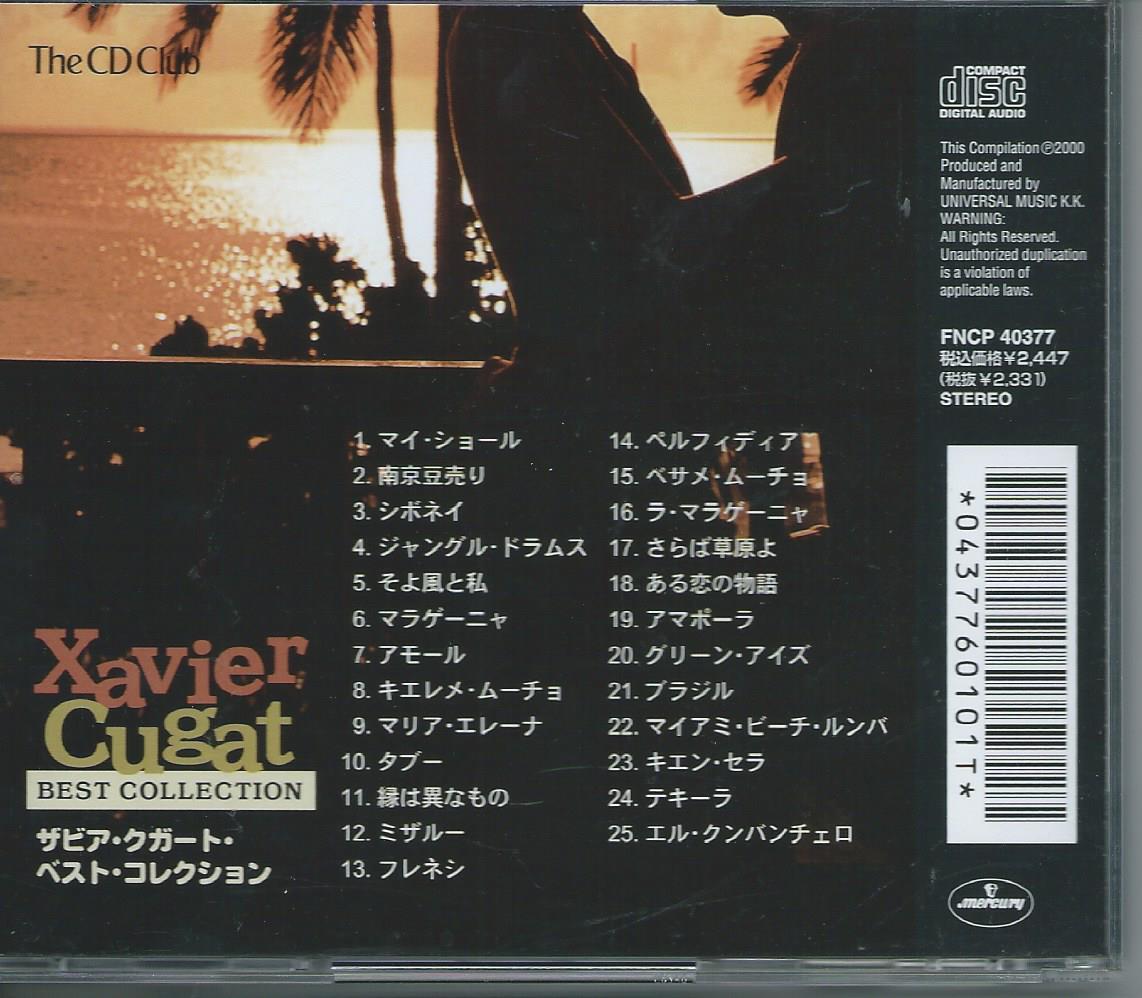 The CD Club
COMPACT
disc
DIGITAL AUDIO
This Compilation ℗2000
Produced and
Manufactured by
UNIVERSAL MUSIC K.K.
WARNING:
All Rights Reserved.
Unauthorized duplication
is a violation of
applicable laws.
FNCP 40377
税込価格¥2,447
(税抜¥2,331)
STEREO
1. マイ・ショール
2. 南京豆売り
3. シボネイ
4. ジャングル・ドラムス
5. そよ風と私
6. マラゲーニャ
7. アモール
8. キエレメ・ムーチョ
9. マリア・エレーナ
10. タブー
11. 縁は異なもの
12. ミザルー
13. フレネシ
14. ペルフィディア
15. ベサメ・ムーチョ
16. ラ・マラゲーニャ
17. さらば草原よ
18. ある恋の物語
19. アマポーラ
20. グリーン・アイズ
21. ブラジル
22. マイアミ・ビーチ・ルンバ
23. キエン・セラ
24. テキーラ
25. エル・クンバンチェロ
Xavier
Cugat
BEST COLLECTION
ザビア・クガート・
ベスト・コレクション
*0437760101T*
mercury